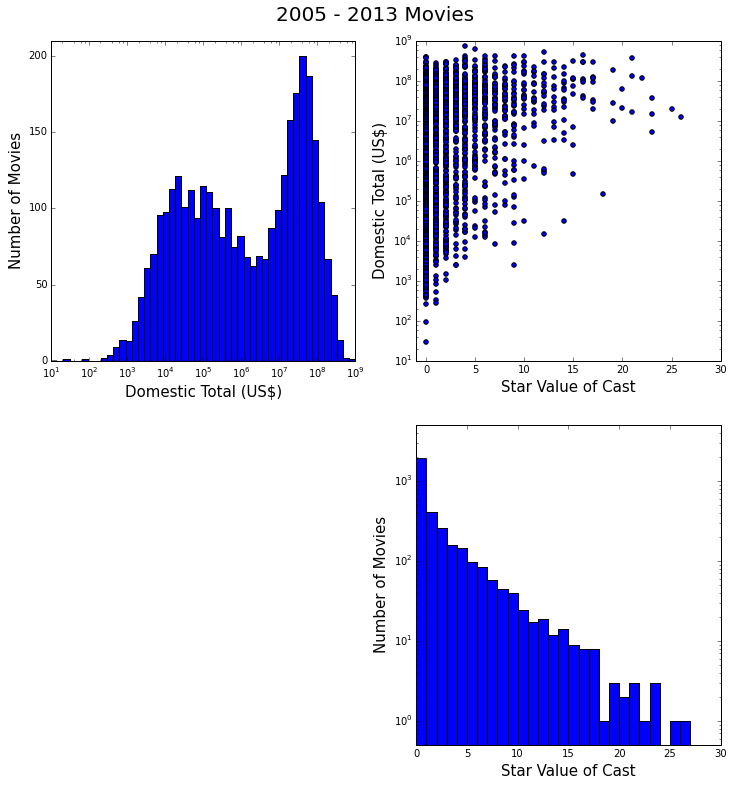 2005 - 2013 Movies
200
150
100
50
0
Number of Movies
10^1 10^2 10^3 10^4 10^5 10^6 10^7 10^8 10^9
Domestic Total (US$)
10^9
10^8
10^7
10^6
10^5
10^4
10^3
10^2
10^1
Domestic Total (US$)
0 5 10 15 20 25 30
Star Value of Cast
10^3
10^2
10^1
10^0
Number of Movies
0 5 10 15 20 25 30
Star Value of Cast